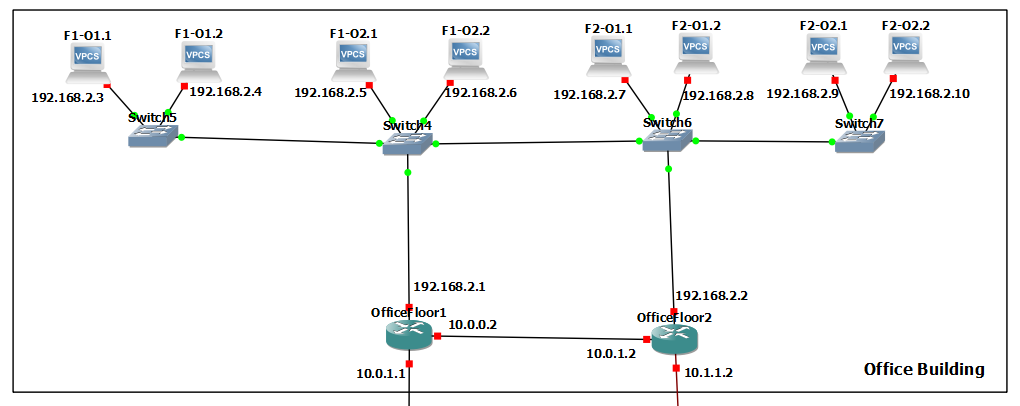 F1-O1.1
F1-O1.2
F1-O2.1
F1-O2.2
F2-O1.1
F2-O1.2
F2-O2.1
F2-O2.2
VPCS
VPCS
VPCS
VPCS
VPCS
VPCS
VPCS
VPCS
192.168.2.3
192.168.2.4
192.168.2.5
192.168.2.6
192.168.2.7
192.168.2.8
192.168.2.9
192.168.2.10
Switch5
Switch4
Switch6
Switch7
192.168.2.1
192.168.2.2
OfficeFloor1
OfficeFloor2
10.0.0.2
10.0.1.2
10.0.1.1
10.1.1.2
Office Building